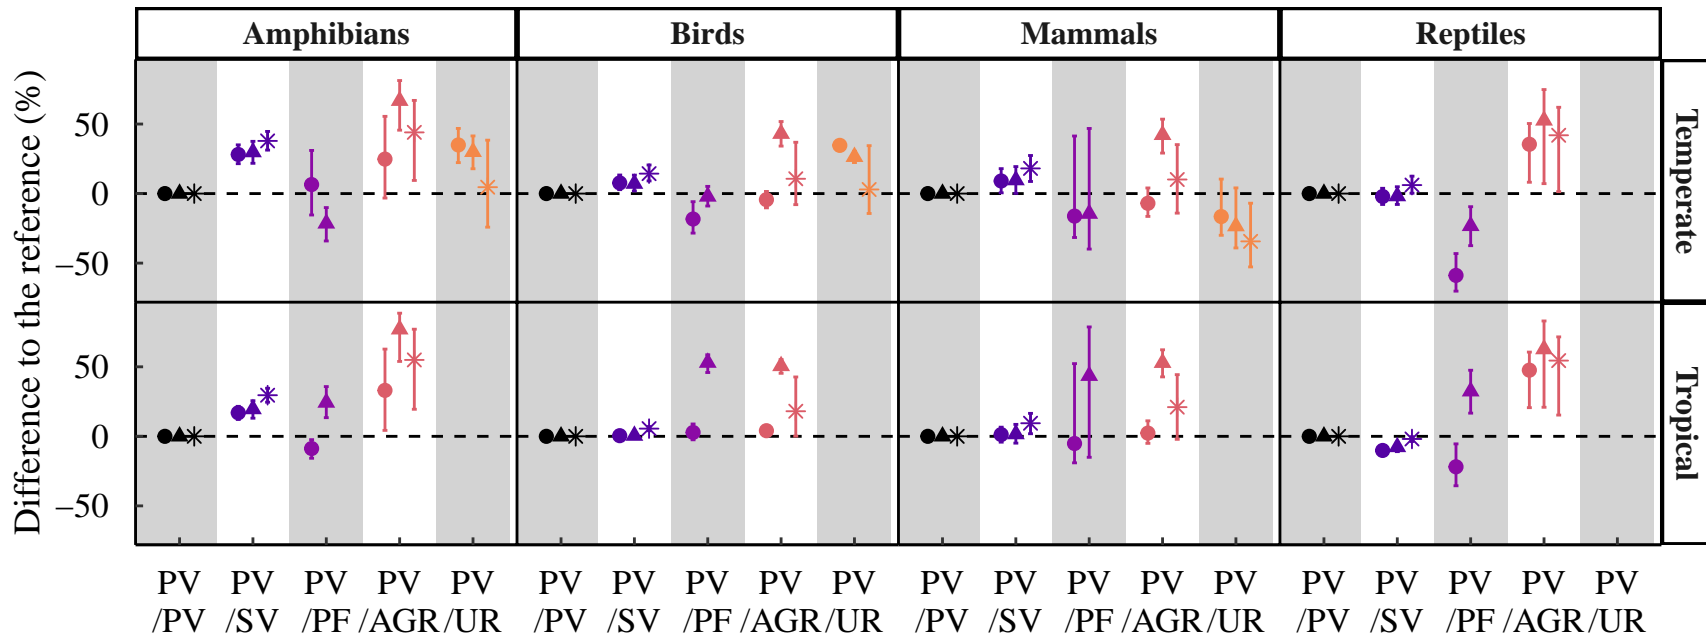 Amphibians Birds Mammals Reptiles
Difference to the reference (%)
50
0
−50
Temperate
50
0
−50
Tropical
PV PV PV PV PV PV PV PV PV PV PV PV PV PV PV PV PV PV PV PV
/PV /SV /PF /AGR /UR /PV /SV /PF /AGR /UR /PV /SV /PF /AGR /UR /PV /SV /PF /AGR /UR